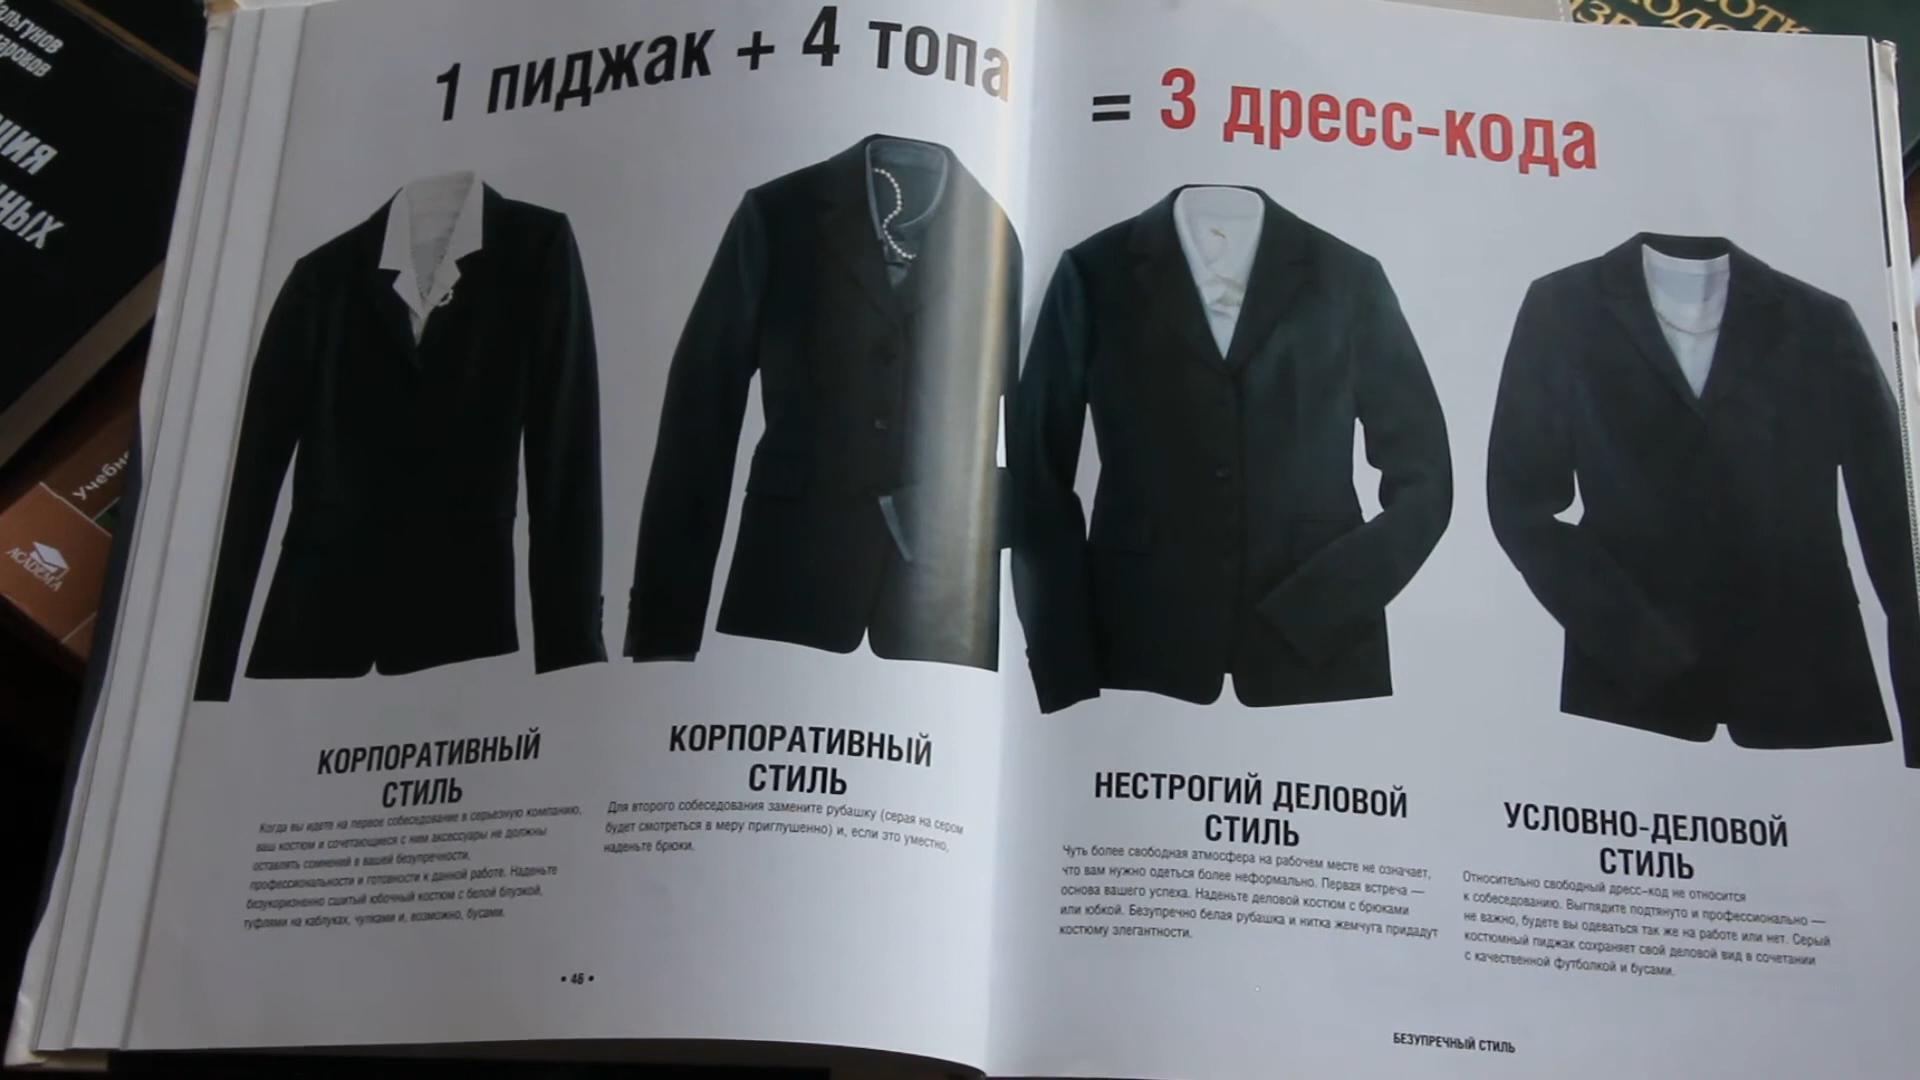 1 пиджак + 4 топа = 3 дресс-кода
КОРПОРАТИВНЫЙ
СТИЛЬ
Когда вы идете на первое собеседование в серьезную компанию,
ваш костюм и сочетающиеся с ним аксессуары не должны
оставлять сомнений в вашей безупречности,
профессиональности и готовности к данной работе. Наденьте
безукоризненно сшитый юбочный костюм с белой блузкой,
туфлями на каблуках, чулками и, возможно, бусами.
• 46 •
КОРПОРАТИВНЫЙ
СТИЛЬ
Для второго собеседования замените рубашку (серая на сером
будет смотреться в меру приглушенно) и, если это уместно,
наденьте брюки.
НЕСТРОГИЙ ДЕЛОВОЙ
СТИЛЬ
Чуть более свободная атмосфера на рабочем месте не означает,
что вам нужно одеться более неформально. Первая встреча —
основа вашего успеха. Наденьте деловой костюм с брюками
или юбкой. Безупречно белая рубашка и нитка жемчуга придадут
костюму элегантности.
УСЛОВНО-ДЕЛОВОЙ
СТИЛЬ
Относительно свободный дресс-код не относится
к собеседованию. Выглядите подтянуто и профессионально —
не важно, будете вы одеваться так же на работе или нет. Серый
костюмный пиджак сохраняет свой деловой вид в сочетании
с качественной футболкой и бусами.
БЕЗУПРЕЧНЫЙ СТИЛЬ
ACADEMA